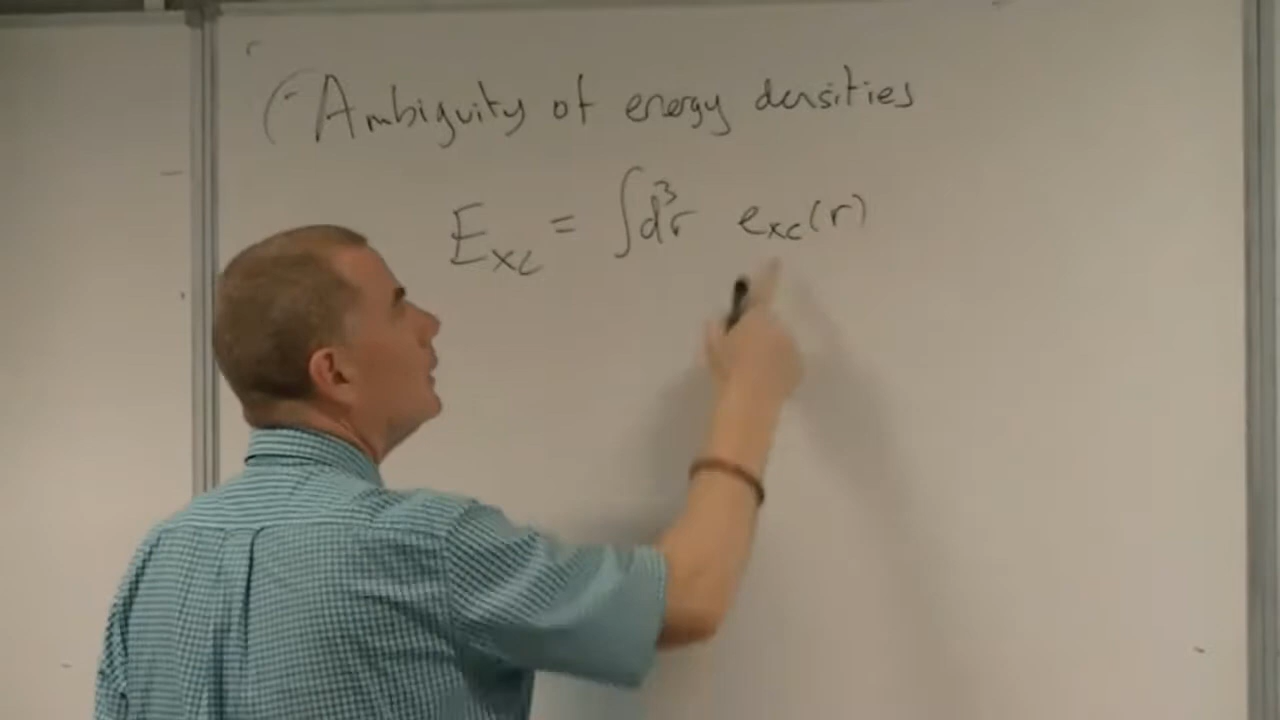 (- Ambiguity of energy densities
E_xc = ∫d³r e_xc(r)